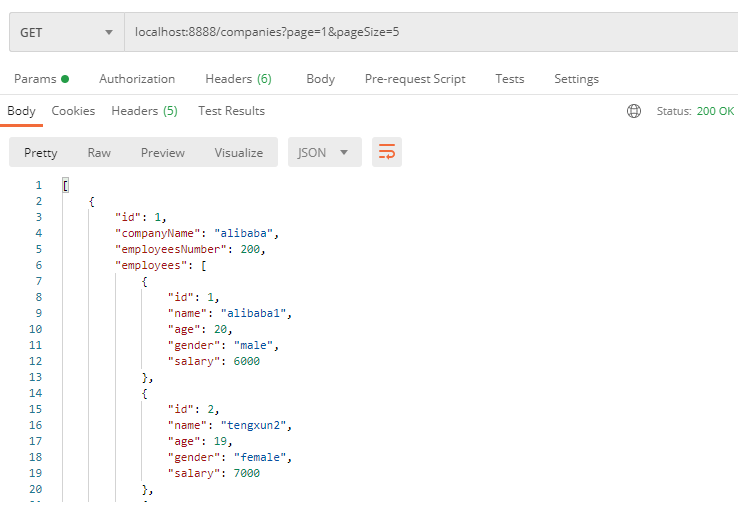 GET localhost:8888/companies?page=1&pageSize=5
Params Authorization Headers (6) Body Pre-request Script Tests Settings
Body Cookies Headers (5) Test Results Status: 200 OK
Pretty Raw Preview Visualize JSON
1 [
2 {
3 "id": 1,
4 "companyName": "alibaba",
5 "employeesNumber": 200,
6 "employees": [
7 {
8 "id": 1,
9 "name": "alibaba1",
10 "age": 20,
11 "gender": "male",
12 "salary": 6000
13 },
14 {
15 "id": 2,
16 "name": "tengxun2",
17 "age": 19,
18 "gender": "female",
19 "salary": 7000
20 },